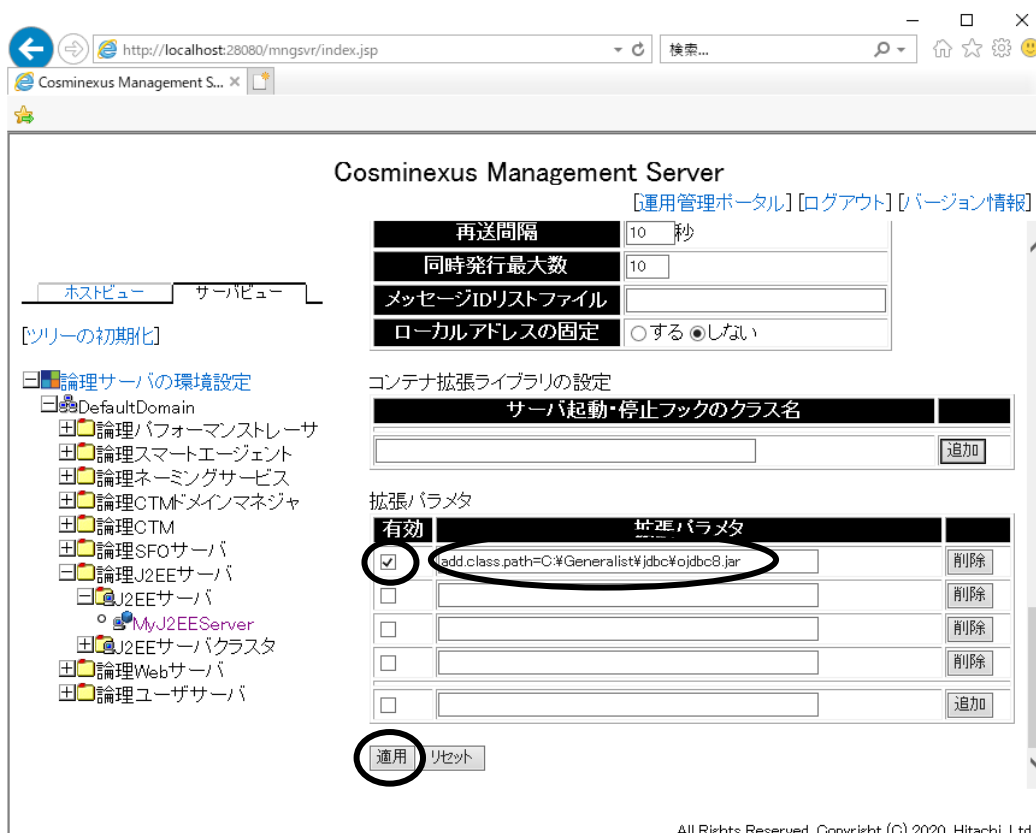 http://localhost:28080/mngsvr/index.jsp
検索...
Cosminexus Management S...
Cosminexus Management Server
[運用管理ポータル] [ログアウト] [バージョン情報]
再送間隔 10 秒
同時発行最大数 10
メッセージIDリストファイル
ローカルアドレスの固定 する しない
ホストビュー サーバビュー
[ツリーの初期化]
論理サーバの環境設定
DefaultDomain
論理パフォーマンストレーサ
論理スマートエージェント
論理ネーミングサービス
論理CTMドメインマネジャ
論理CTM
論理SFOサーバ
論理J2EEサーバ
J2EEサーバ
MyJ2EEServer
J2EEサーバクラスタ
論理Webサーバ
論理ユーザサーバ
コンテナ拡張ライブラリの設定
サーバ起動・停止フックのクラス名
追加
拡張パラメタ
有効 拡張パラメタ
add.class.path=C:¥Generalist¥jdbc¥ojdbc8.jar 削除
削除
削除
削除
追加
適用 リセット
All Rights Reserved. Copyright (C) 2020, Hitachi, Ltd.